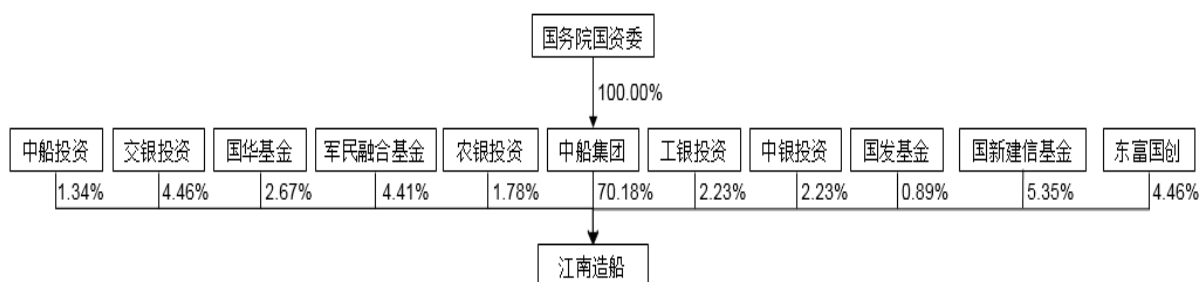 国务院国资委
100.00%
中船投资 交银投资 国华基金 军民融合基金 农银投资 中船集团 工银投资 中银投资 国发基金 国新建信基金 东富国创
1.34% 4.46% 2.67% 4.41% 1.78% 70.18% 2.23% 2.23% 0.89% 5.35% 4.46%
江南造船